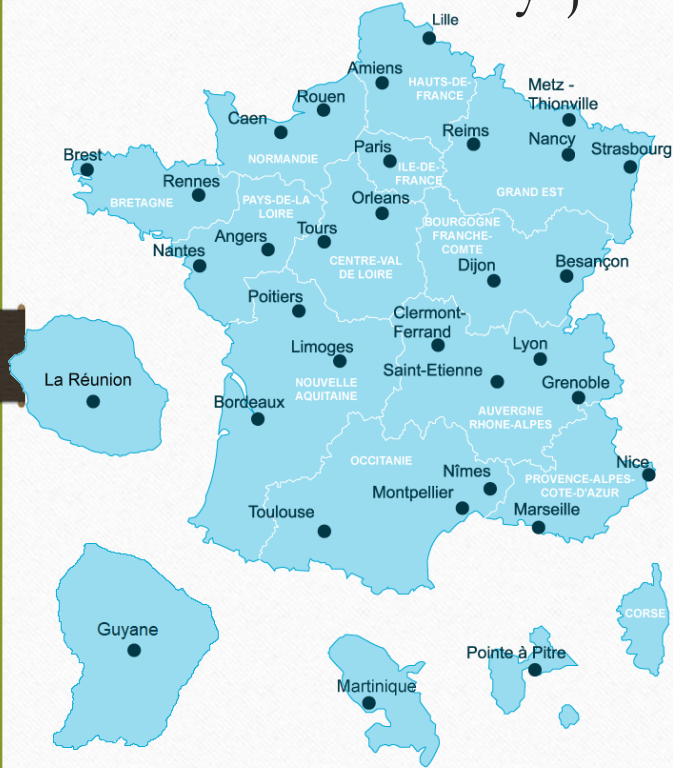 Lille
Amiens
HAUTS-DE-
FRANCE
Metz -
Thionville
Rouen
Caen
Reims
Nancy
Strasbourg
Paris
NORMANDIE
ILE-DE-
FRANCE
Brest
Rennes
GRAND EST
BRETAGNE
PAYS-DE-LA
LOIRE
Orleans
BOURGOGNE
FRANCHE-
COMTE
Angers
Tours
Nantes
CENTRE-VAL
DE LOIRE
Dijon
Besançon
Poitiers
Clermont-
Ferrand
Limoges
Lyon
Saint-Etienne
Grenoble
La Réunion
NOUVELLE
AQUITAINE
Bordeaux
AUVERGNE
RHONE-ALPES
OCCITANIE
Nîmes
Nice
PROVENCE-ALPES-
COTE-D'AZUR
Montpellier
Marseille
Toulouse
CORSE
Guyane
Pointe à Pitre
Martinique